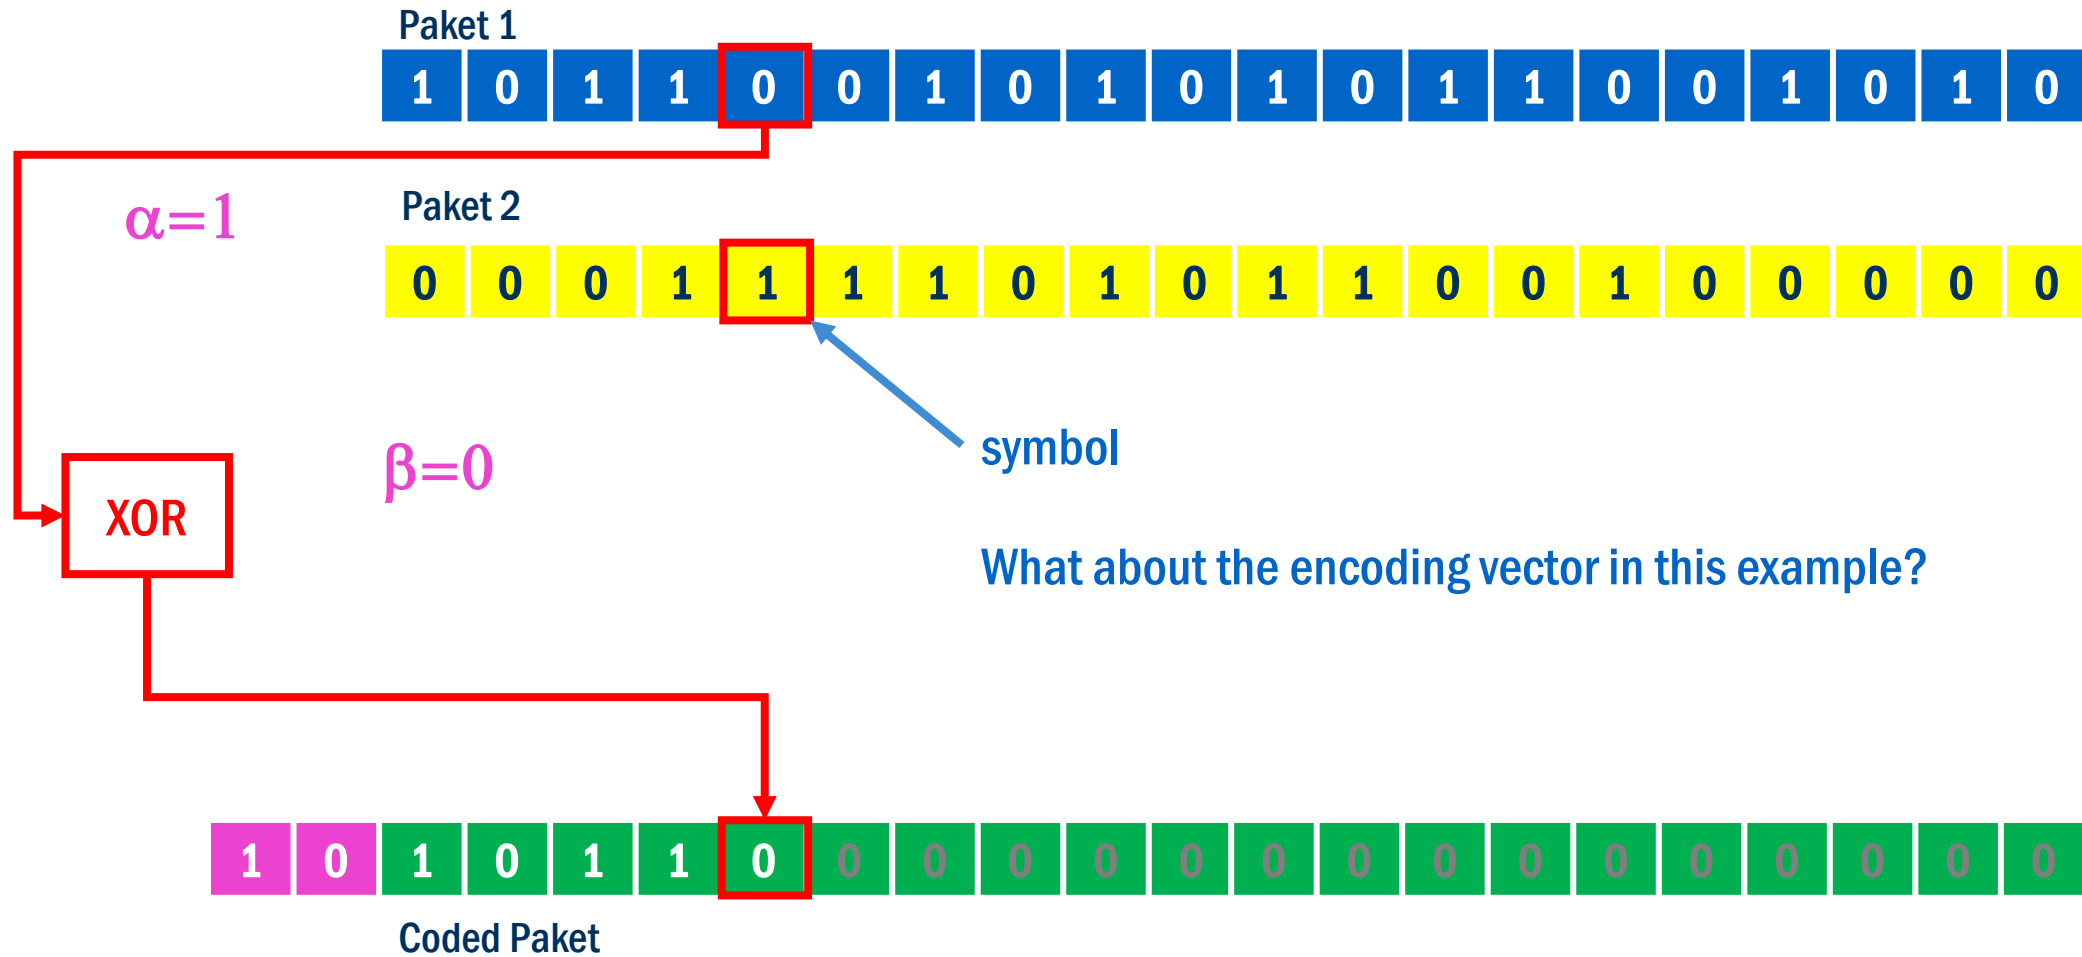 Paket 1
1 0 1 1 0 0 1 0 1 0 1 0 1 1 0 0 1 0 1 0
α=1
Paket 2
0 0 0 1 1 1 1 0 1 0 1 1 0 0 1 0 0 0 0 0
symbol
β=0
XOR
What about the encoding vector in this example?
1 0 1 0 1 1 0 0 0 0 0 0 0 0 0 0 0 0 0 0 0 0
Coded Paket